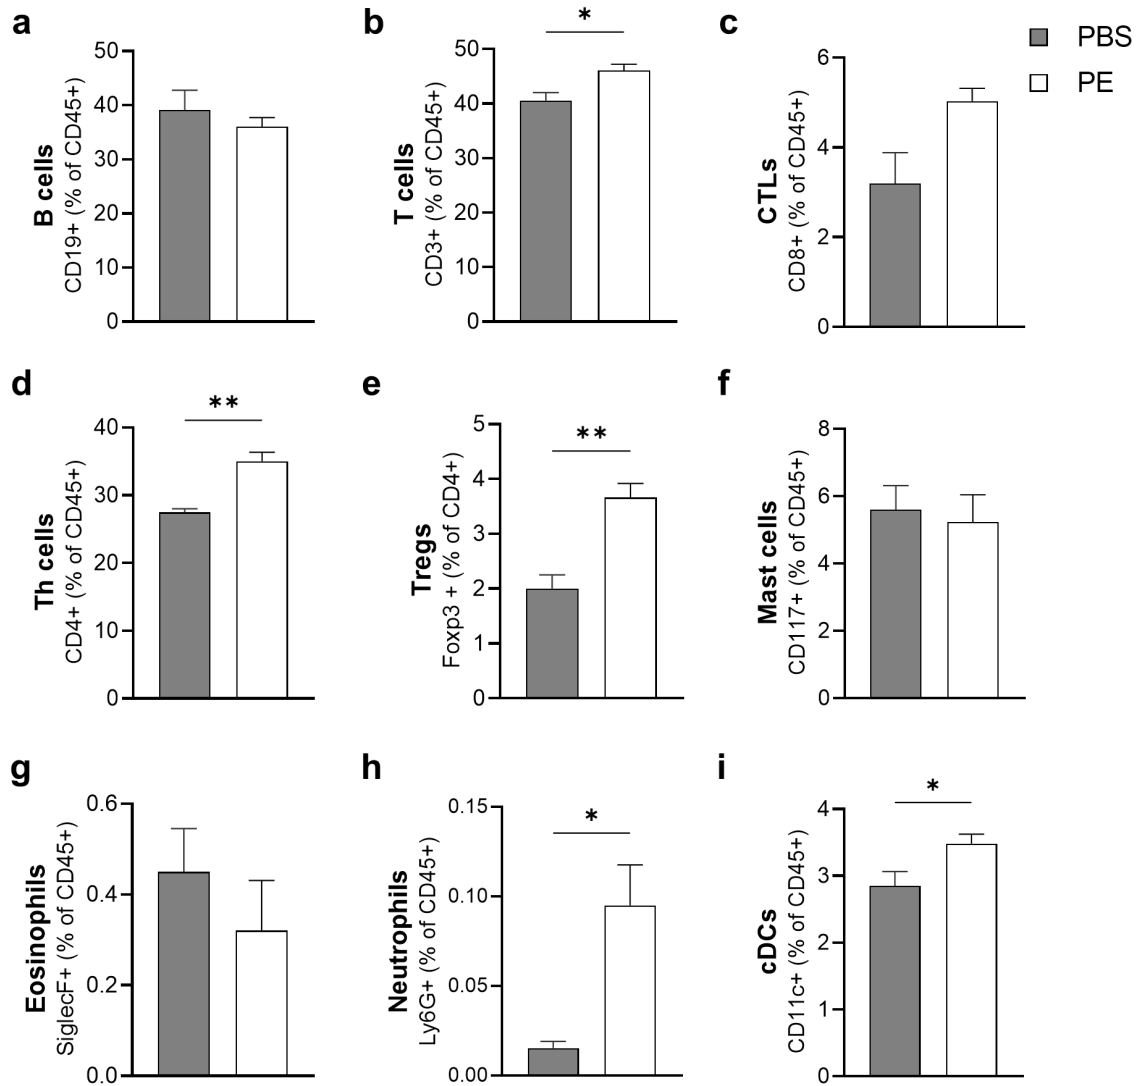 a
B cells
CD19+ (% of CD45+)
50
40
30
20
10
0
b
T cells
CD3+ (% of CD45+)
50
40
30
20
10
0
*
c
CTLs
CD8+ (% of CD45+)
6
4
2
0
PBS
PE
d
Th cells
CD4+ (% of CD45+)
40
30
20
10
0
**
e
Tregs
Foxp3 + (% of CD4+)
5
4
3
2
1
0
**
f
Mast cells
CD117+ (% of CD45+)
8
6
4
2
0
g
Eosinophils
SiglecF+ (% of CD45+)
0.6
0.4
0.2
0.0
h
Neutrophils
Ly6G+ (% of CD45+)
0.15
0.10
0.05
0.00
*
i
cDCs
CD11c+ (% of CD45+)
4
3
2
1
0
*